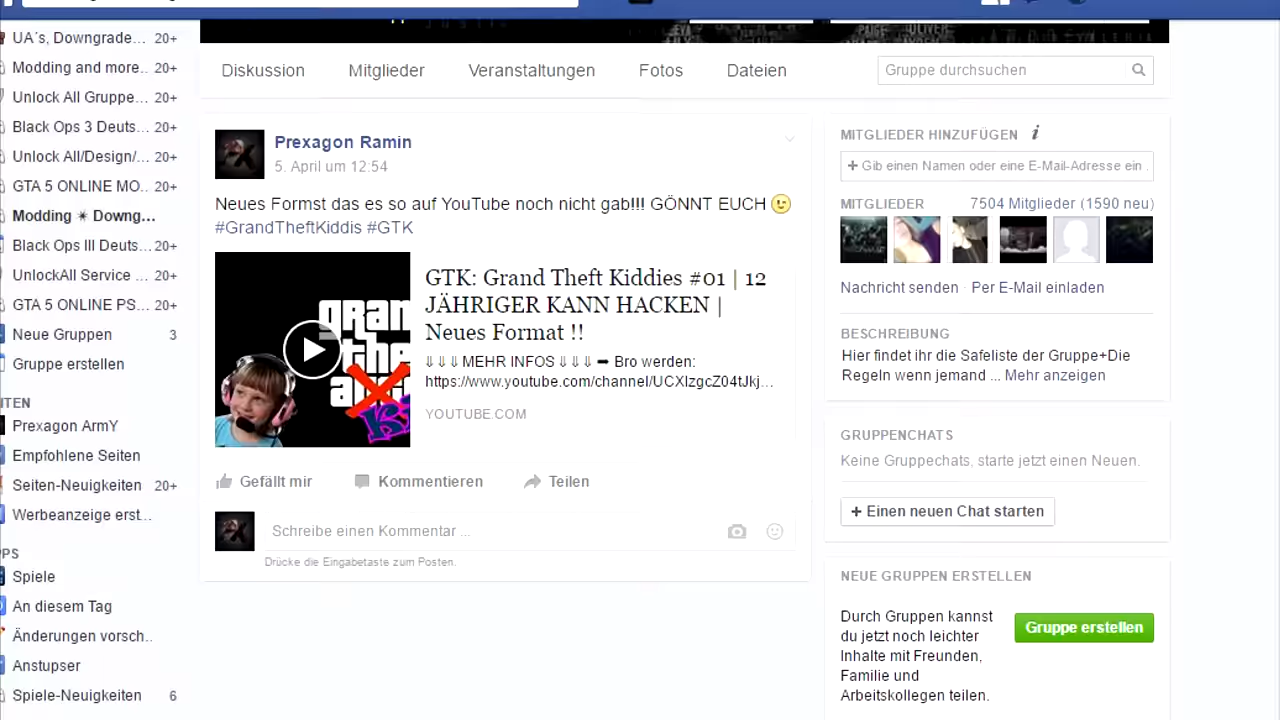 UA´s, Downgrade... 20+
Modding and more.. 20+
Unlock All Gruppe... 20+
Black Ops 3 Deuts... 20+
Unlock All/Design/... 20+
GTA 5 ONLINE MO.. 20+
Modding ✴ Downg...
Black Ops III Deuts... 20+
UnlockAll Service ... 20+
GTA 5 ONLINE PS... 20+
Neue Gruppen 3
Gruppe erstellen
ITEN
Prexagon ArmY
Empfohlene Seiten
Seiten-Neuigkeiten 20+
Werbeanzeige erst...
PS
Spiele
An diesem Tag
Änderungen vorsch..
Anstupser
Spiele-Neuigkeiten 6
Diskussion Mitglieder Veranstaltungen Fotos Dateien
Gruppe durchsuchen
Prexagon Ramin
5. April um 12:54
Neues Formst das es so auf YouTube noch nicht gab!!! GÖNNT EUCH 😉
#GrandTheftKiddis #GTK
gran
the
GTK: Grand Theft Kiddies #01 | 12
JÄHRIGER KANN HACKEN |
Neues Format !!
⇓⇓⇓ MEHR INFOS ⇓⇓⇓ ➡ Bro werden:
https://www.youtube.com/channel/UCXIzgcZ04tJkj...
YOUTUBE.COM
Gefällt mir Kommentieren Teilen
Schreibe einen Kommentar ...
Drücke die Eingabetaste zum Posten.
MITGLIEDER HINZUFÜGEN i
+ Gib einen Namen oder eine E-Mail-Adresse ein .
MITGLIEDER 7504 Mitglieder (1590 neu)
Nachricht senden · Per E-Mail einladen
BESCHREIBUNG
Hier findet ihr die Safeliste der Gruppe+Die
Regeln wenn jemand ... Mehr anzeigen
GRUPPENCHATS
Keine Gruppechats, starte jetzt einen Neuen.
+ Einen neuen Chat starten
NEUE GRUPPEN ERSTELLEN
Durch Gruppen kannst
du jetzt noch leichter
Inhalte mit Freunden,
Familie und
Arbeitskollegen teilen.
Gruppe erstellen